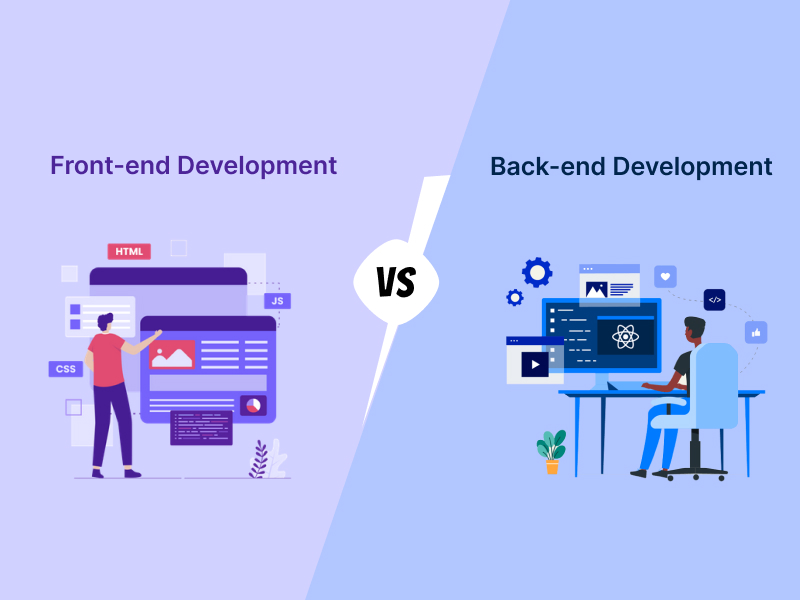 Front-end Development
Back-end Development
VS
HTML
JS
CSS
</>